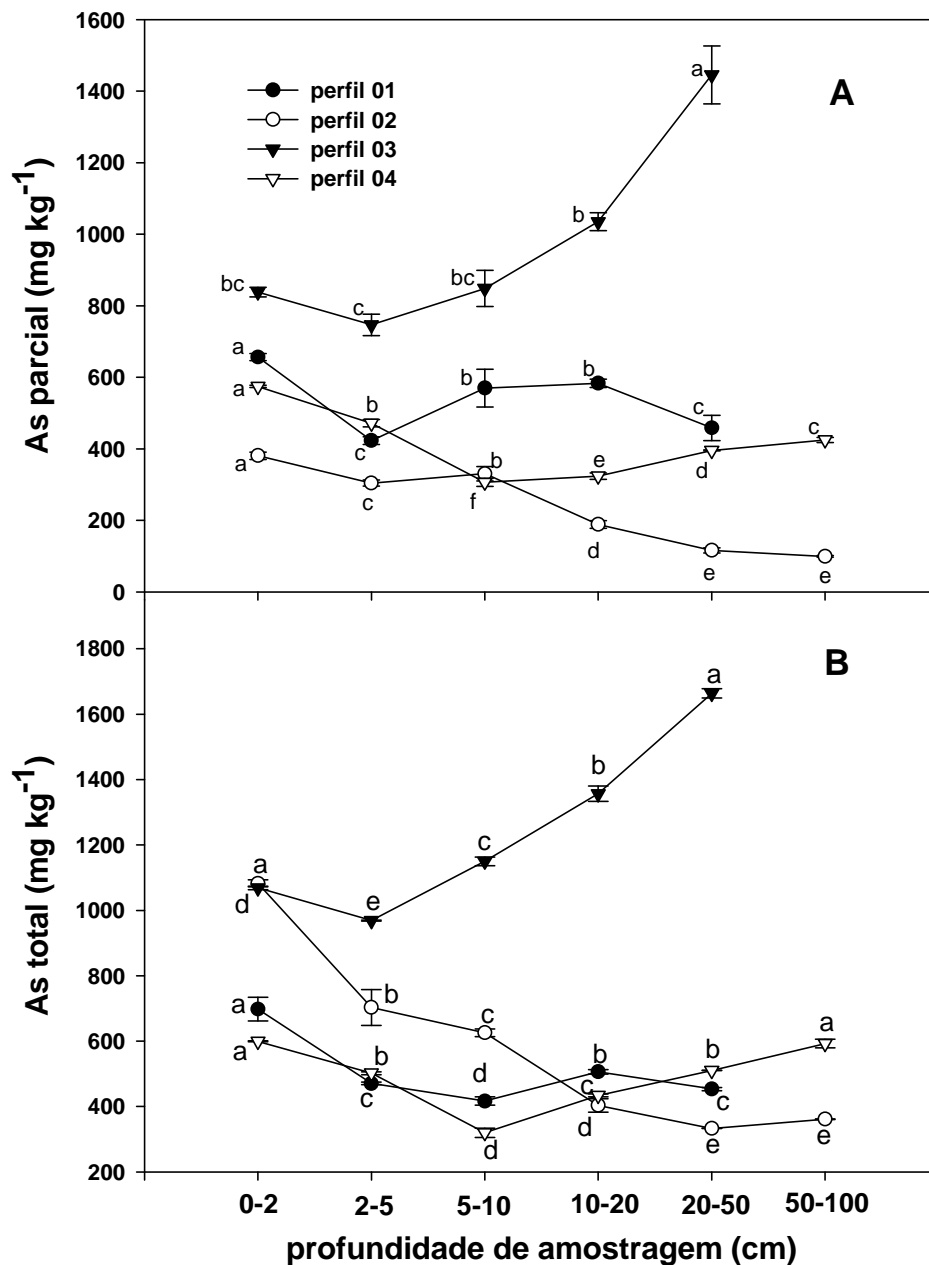 1600
1400
1200
1000
800
600
400
200
0
As parcial (mg kg-1)
perfil 01
perfil 02
perfil 03
perfil 04
A
bc
c
bc
b
a
a
c
b
b
c
a
b
f
e
d
c
a
c
b
d
e
e
1800
1600
1400
1200
1000
800
600
400
200
As total (mg kg-1)
B
a
d
e
c
b
a
b
c
d
e
e
a
c
d
b
c
a
b
d
c
b
a
0-2
2-5
5-10
10-20
20-50
50-100
profundidade de amostragem (cm)